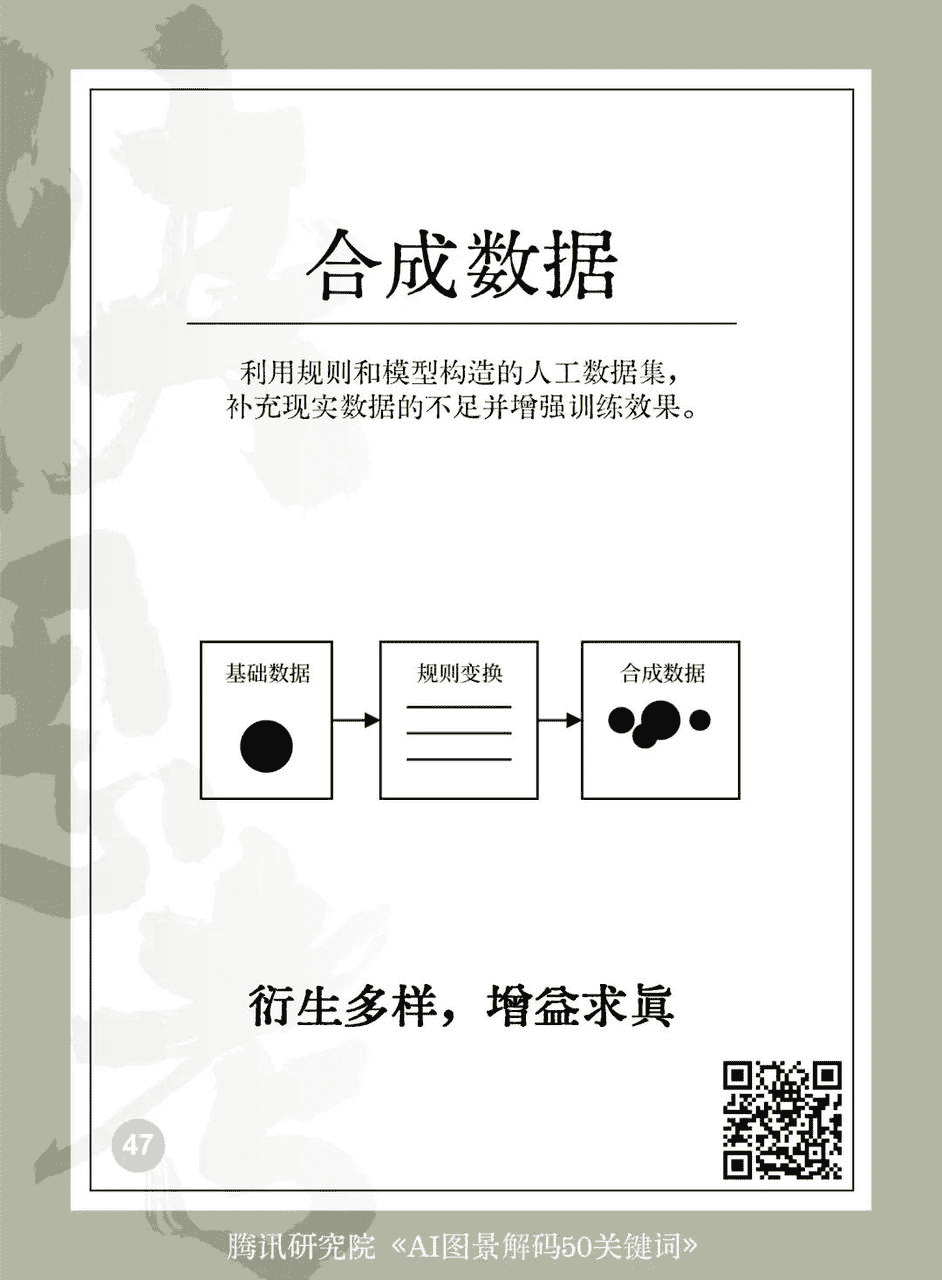 合成数据
利用规则和模型构造的人工数据集，
补充现实数据的不足并增强训练效果。
基础数据
规则变换
合成数据
衍生多样，增益求真
47
腾讯研究院《AI图景解码50关键词》